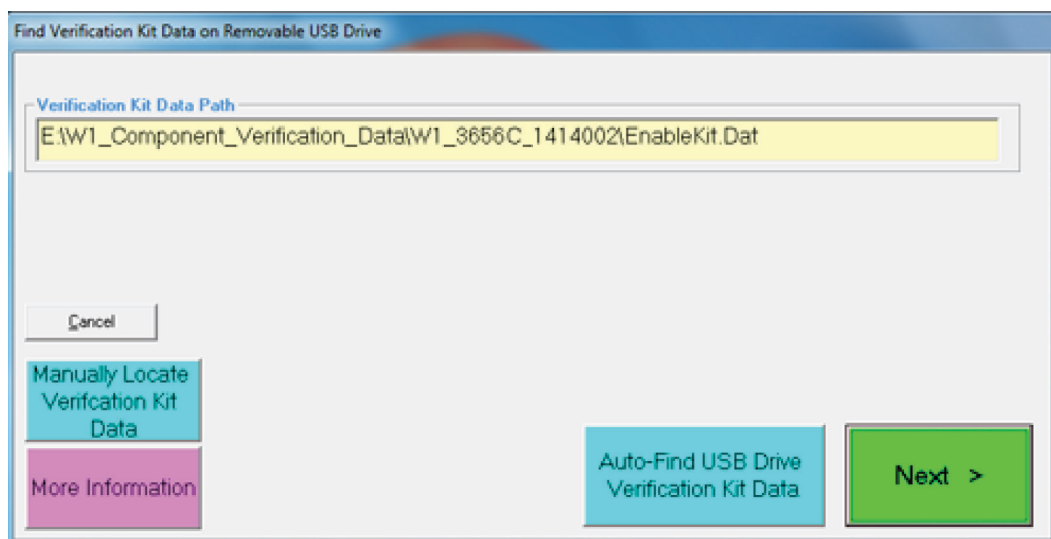 Find Verification Kit Data on Removable USB Drive
Verification Kit Data Path
E:\W1_Component_Verification_Data\W1_3656C_1414002\EnableKit.Dat
Cancel
Manually Locate
Verifcation Kit
Data
More Information
Auto-Find USB Drive
Verification Kit Data
Next >